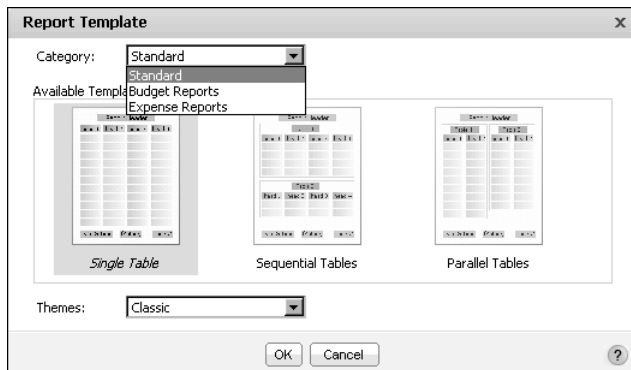 Report Template x
Category: Standard
Standard
Available Templa Budget Reports
Expense Reports
Single Table Sequential Tables Parallel Tables
Themes: Classic
OK Cancel ?